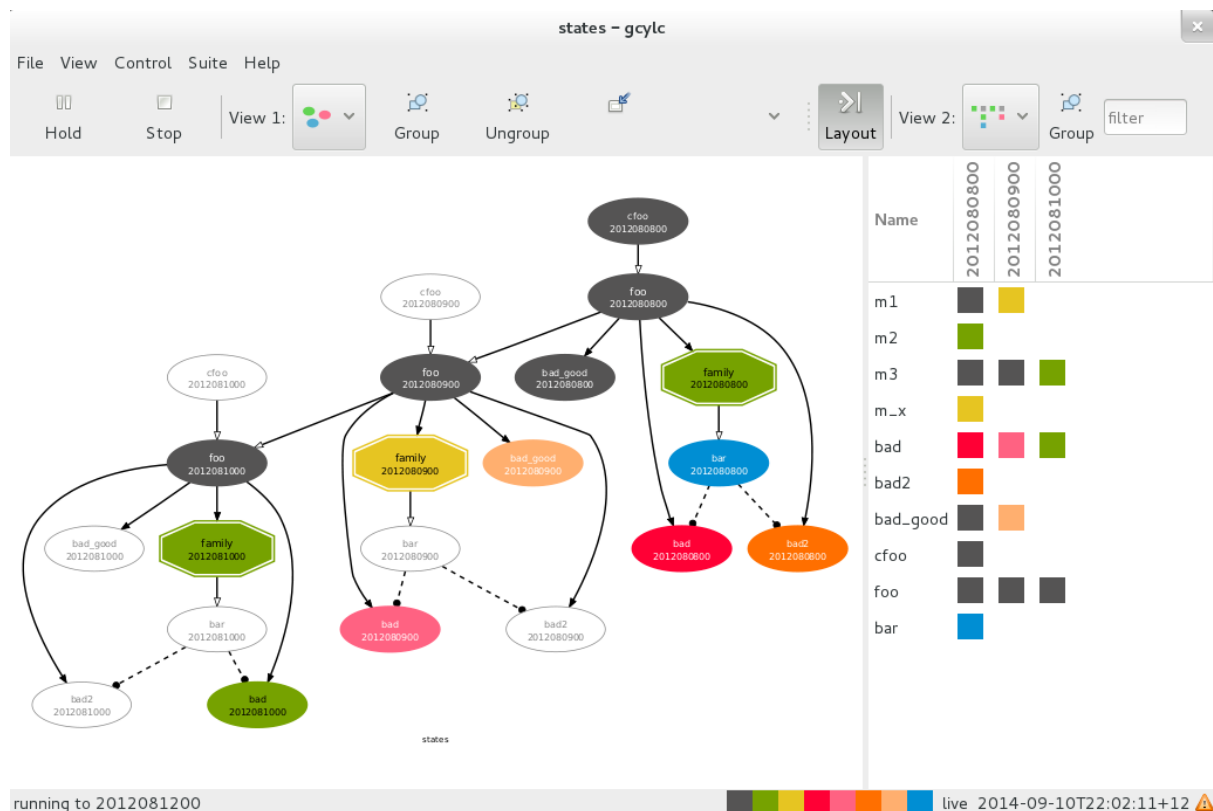 states – gcylc
File View Control Suite Help
Hold Stop View 1: Group Ungroup Layout View 2: Group filter
cfoo
2012080800
cfoo
2012080900
foo
2012080800
cfoo
2012081000
foo
2012080900
bad_good
2012080800
family
2012080800
foo
2012081000
family
2012080900
bad_good
2012080900
bar
2012080800
bad_good
2012081000
family
2012081000
bar
2012080900
bad
2012080800
bad2
2012080800
bar
2012081000
bad
2012080900
bad2
2012080900
bad2
2012081000
bad
2012081000
states
Name 2012080800 2012080900 2012081000
m1
m2
m3
m_x
bad
bad2
bad_good
cfoo
foo
bar
running to 2012081200 live 2014-09-10T22:02:11+12